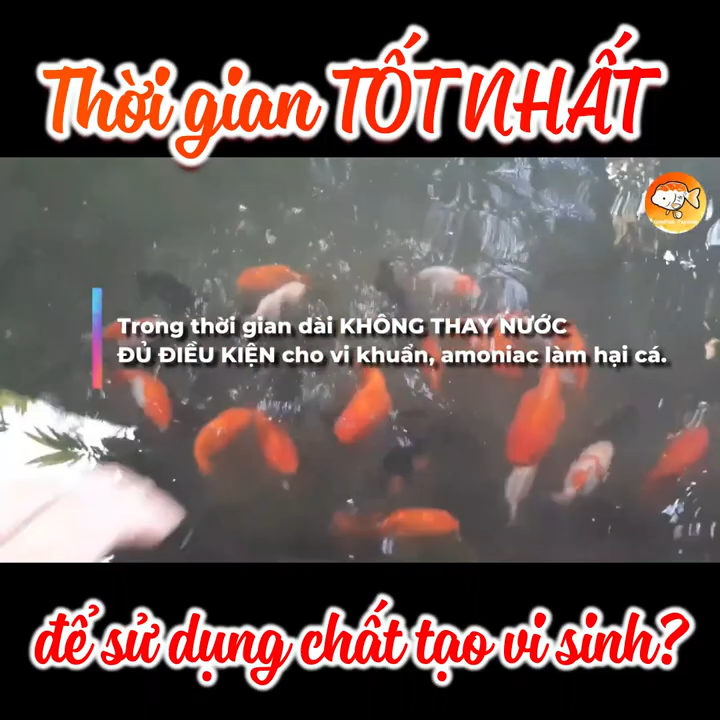 Thời gian TỐT NHẤT
Trong thời gian dài KHÔNG THAY NƯỚC
ĐỦ ĐIỀU KIỆN cho vi khuẩn, amoniac làm hại cá.
để sử dụng chất tạo vi sinh?